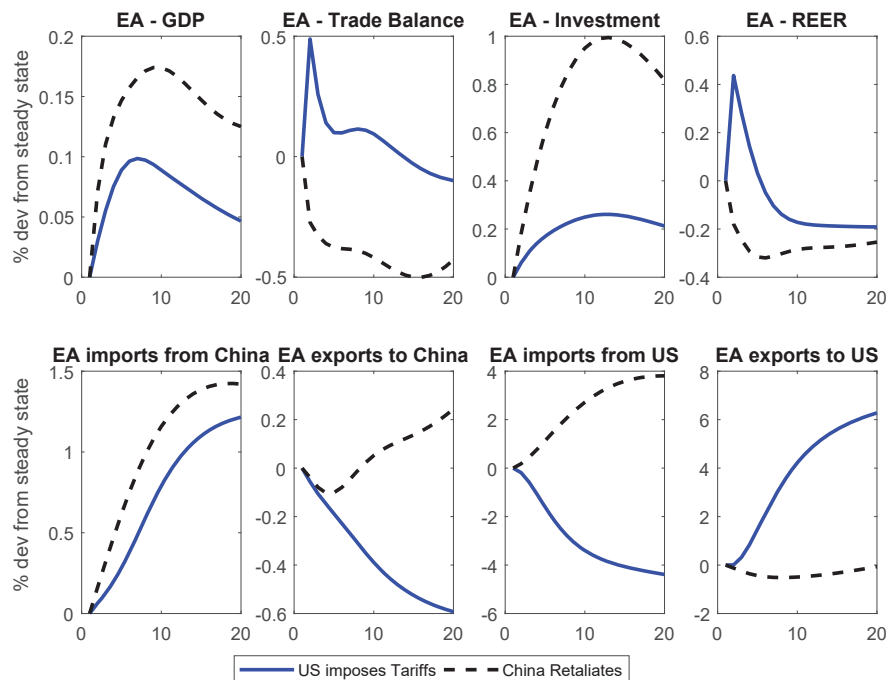 EA - GDP
EA - Trade Balance
EA - Investment
EA - REER
% dev from steady state
0.2
0.15
0.1
0.05
0
0 10 20
0.5
0
-0.5
0 10 20
1
0.8
0.6
0.4
0.2
0
0 10 20
0.6
0.4
0.2
0
-0.2
-0.4
0 10 20
EA imports from China
EA exports to China
EA imports from US
EA exports to US
% dev from steady state
1.5
1
0.5
0
0 10 20
0.4
0.2
0
-0.2
-0.4
-0.6
0 10 20
4
2
0
-2
-4
-6
0 10 20
8
6
4
2
0
-2
0 10 20
US imposes Tariffs
China Retaliates